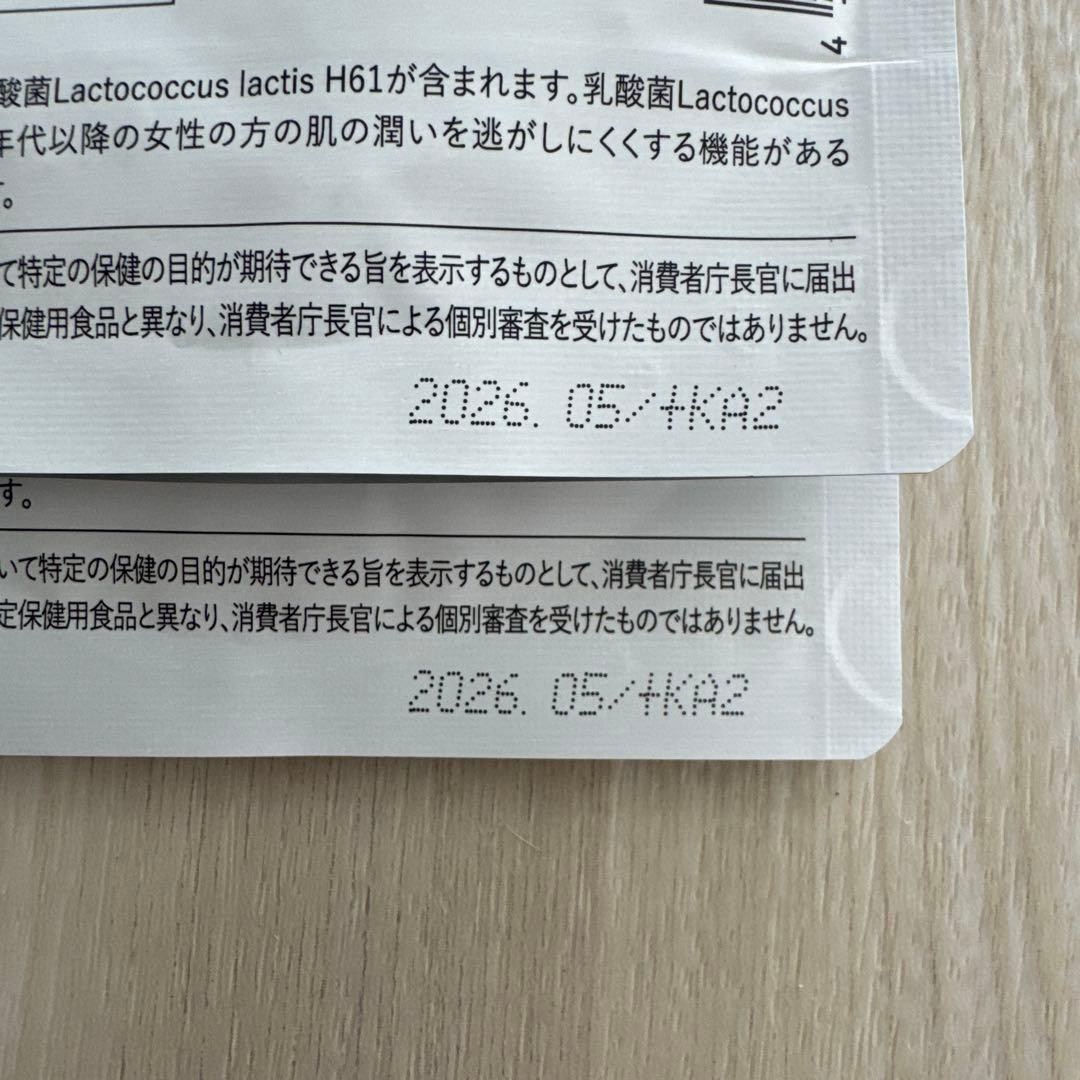 4
酸菌Lactococcus lactis H61が含まれます。乳酸菌Lactococcus
年代以降の女性の方の肌の潤いを逃がしにくくする機能がある
す。
て特定の保健の目的が期待できる旨を表示するものとして、消費者庁長官に届出
保健用食品と異なり、消費者庁長官による個別審査を受けたものではありません。
2026. 05/+KA2
す。
いて特定の保健の目的が期待できる旨を表示するものとして、消費者庁長官に届出
定保健用食品と異なり、消費者庁長官による個別審査を受けたものではありません。
2026. 05/+KA2